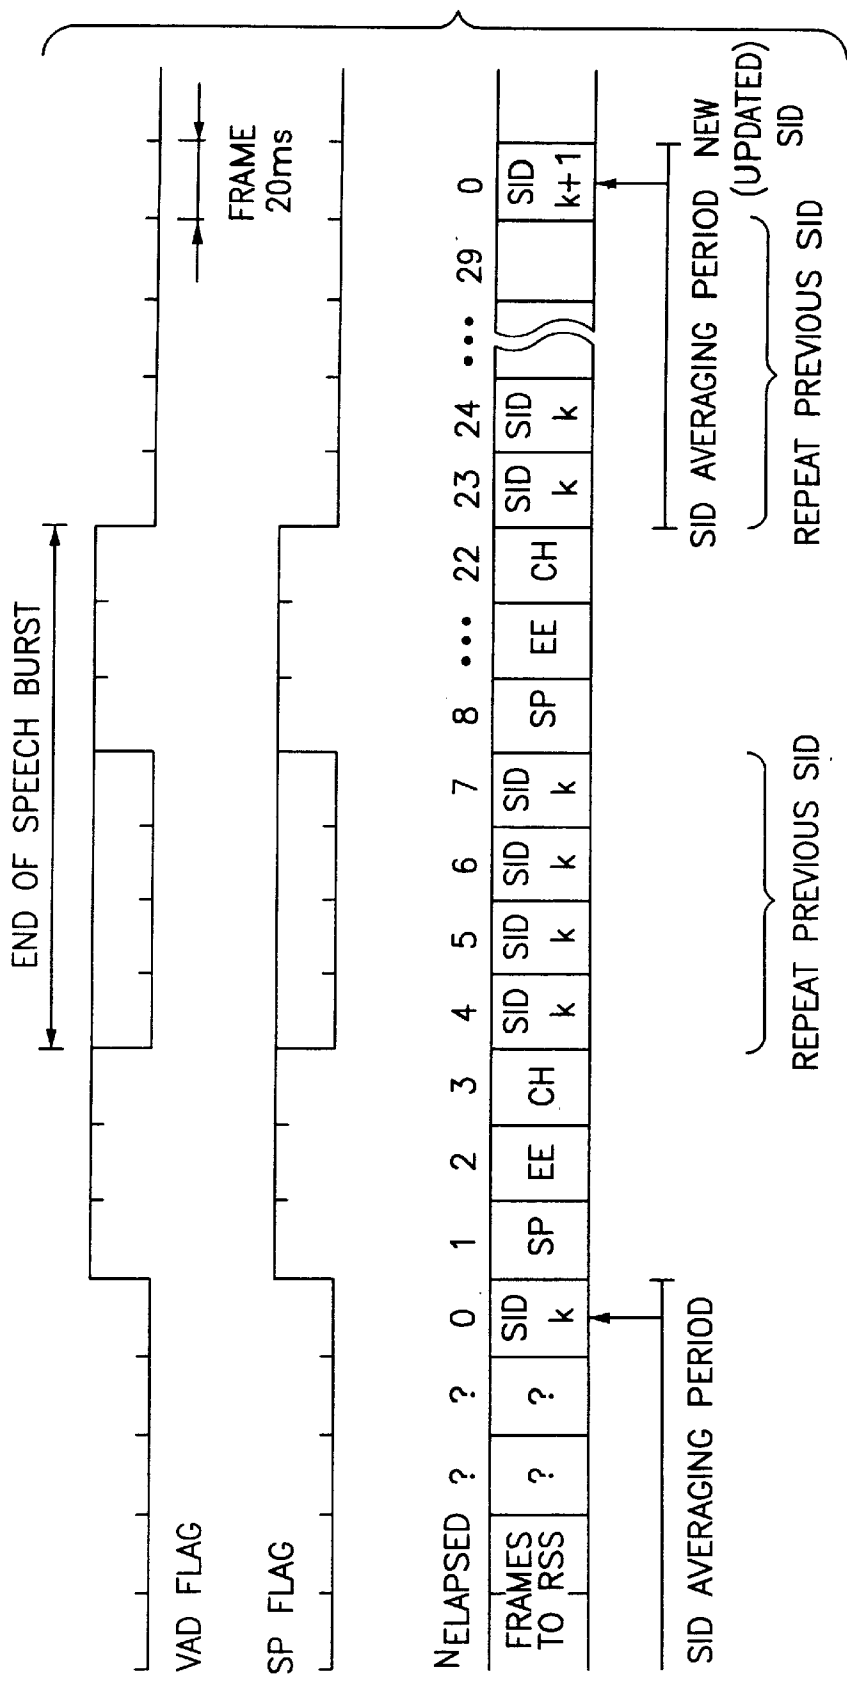 END OF SPEECH BURST
VAD FLAG
FRAME
20ms
SP FLAG
NELAPSED ? ? 0 1 2 3 4 5 6 7 8 ••• 22 23 24 ••• 29 0
FRAMES
TO RSS
? ? SID k SP EE CH SID k SID k SID k SID k SP EE CH SID k SID k SID k+1
SID AVERAGING PERIOD
SID AVERAGING PERIOD
NEW
(UPDATED)
SID
REPEAT PREVIOUS SID
REPEAT PREVIOUS SID